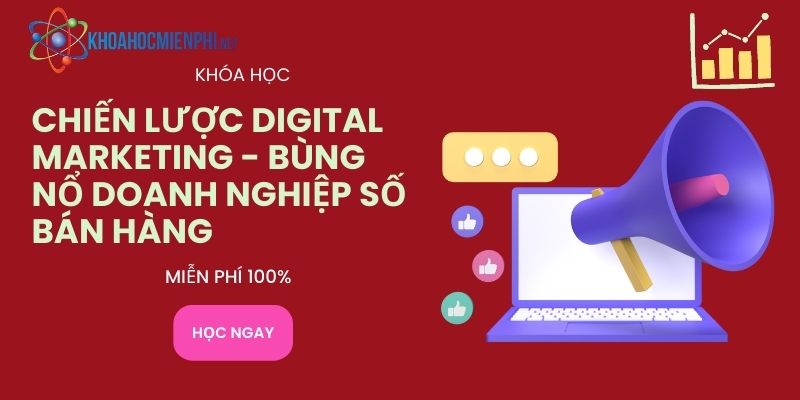 KHOAHOCMIENPHI.NET
KHÓA HỌC
CHIẾN LƯỢC DIGITAL
MARKETING - BÙNG
NỔ DOANH NGHIỆP SỐ
BÁN HÀNG
MIỄN PHÍ 100%
HỌC NGAY